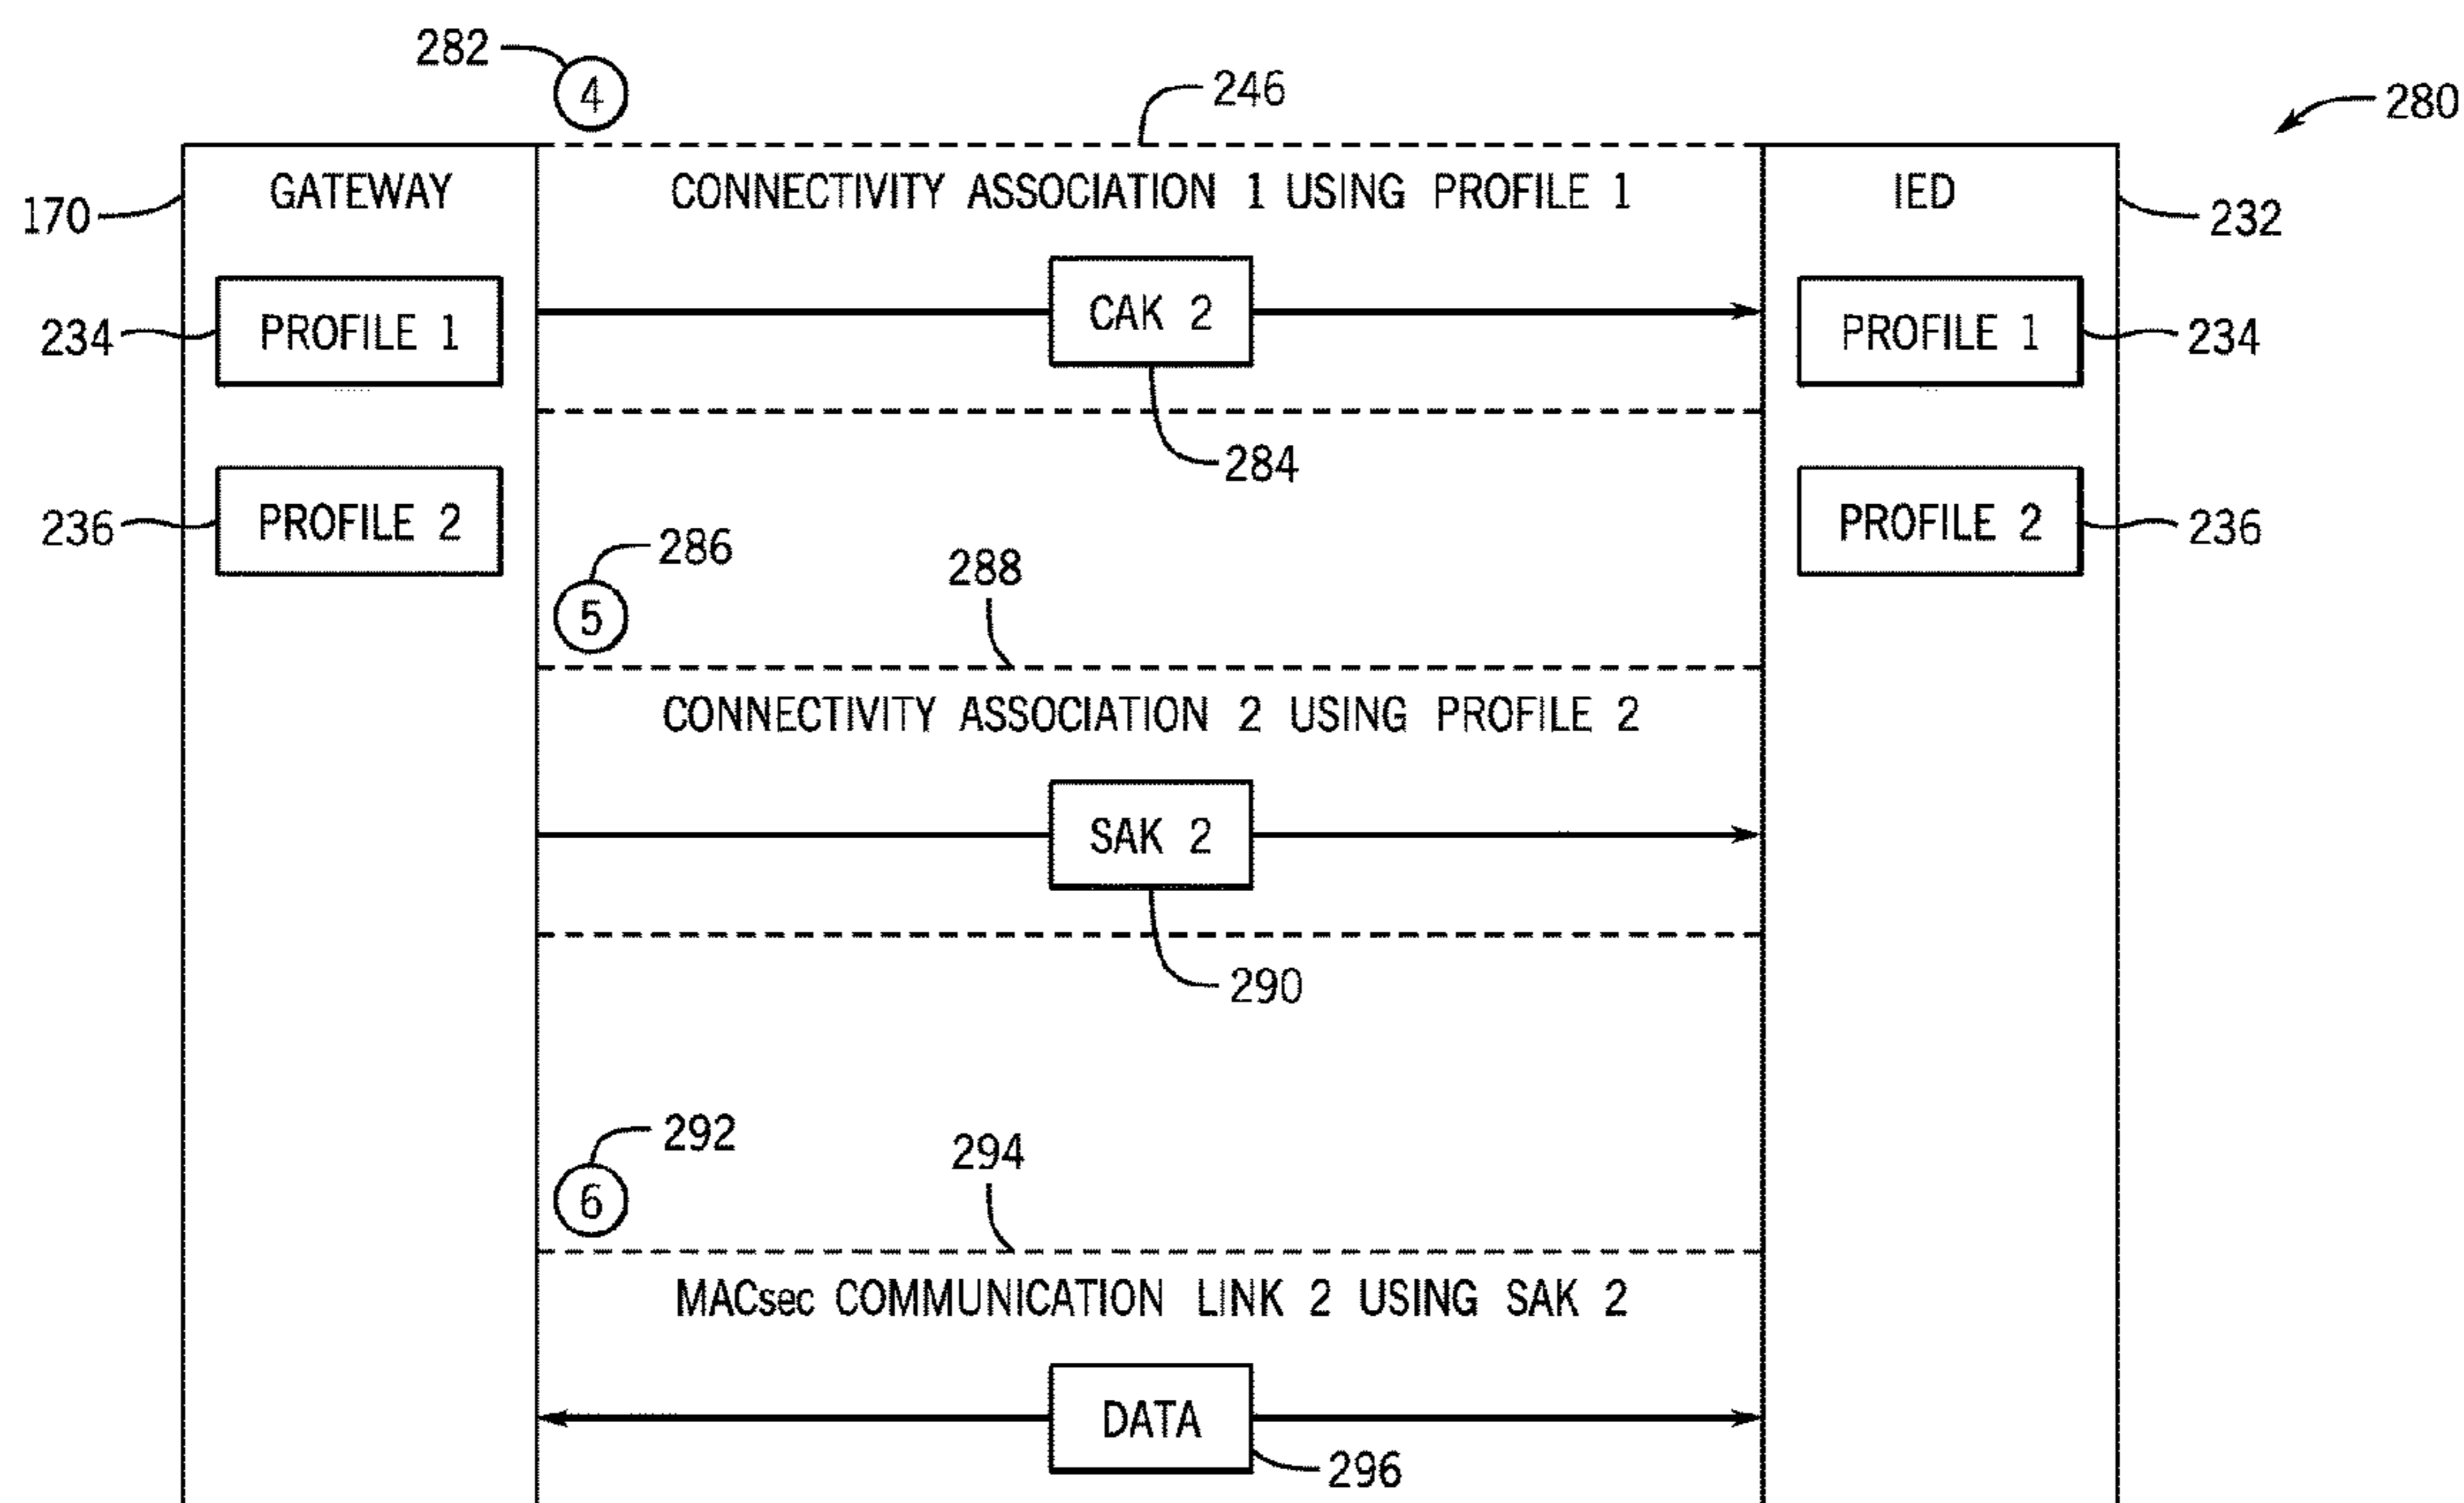 282
4
246
280
GATEWAY
CONNECTIVITY ASSOCIATION 1 USING PROFILE 1
IED
170
232
CAK 2
234
PROFILE 1
PROFILE 1
234
284
236
PROFILE 2
PROFILE 2
236
286
288
5
CONNECTIVITY ASSOCIATION 2 USING PROFILE 2
SAK 2
290
292
294
6
MACsec COMMUNICATION LINK 2 USING SAK 2
DATA
296